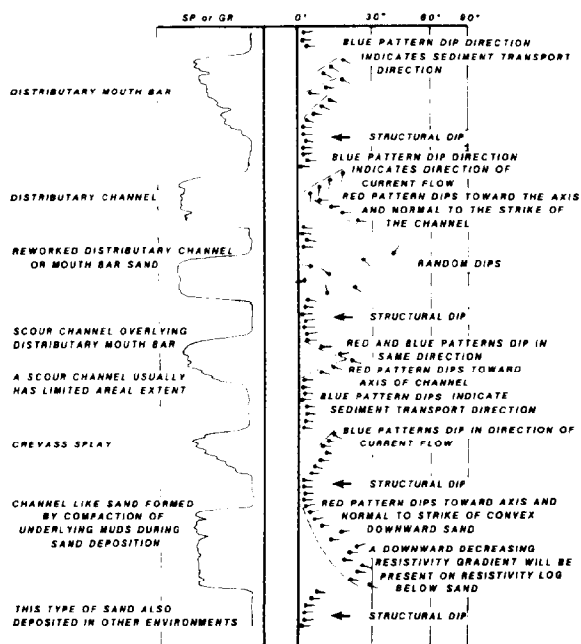 SP or GR
0° 30° 60° 90°
BLUE PATTERN DIP DIRECTION
INDICATES SEDIMENT TRANSPORT
DIRECTION
DISTRIBUTARY MOUTH BAR
STRUCTURAL DIP
BLUE PATTERN DIP DIRECTION
INDICATES DIRECTION OF
CURRENT FLOW
DISTRIBUTARY CHANNEL
RED PATTERN DIPS TOWARD THE AXIS
AND NORMAL TO THE STRIKE OF
THE CHANNEL
REWORKED DISTRIBUTARY CHANNEL
OR MOUTH BAR SAND
RANDOM DIPS
STRUCTURAL DIP
SCOUR CHANNEL OVERLYING
DISTRIBUTARY MOUTH BAR
RED AND BLUE PATTERNS DIP IN
SAME DIRECTION
RED PATTERN DIPS TOWARD
AXIS OF CHANNEL
A SCOUR CHANNEL USUALLY
HAS LIMITED AREAL EXTENT
BLUE PATTERN DIPS INDICATE
SEDIMENT TRANSPORT DIRECTION
BLUE PATTERNS DIP IN DIRECTION OF
CURRENT FLOW
CREVASS SPLAY
STRUCTURAL DIP
CHANNEL LIKE SAND FORMED
BY COMPACTION OF
UNDERLYING MUDS DURING
SAND DEPOSITION
RED PATTERN DIPS TOWARD AXIS AND
NORMAL TO STRIKE OF CONVEX
DOWNWARD SAND
A DOWNWARD DECREASING
RESISTIVITY GRADIENT WILL BE
PRESENT ON RESISTIVITY LOG
BELOW SAND
THIS TYPE OF SAND ALSO
DEPOSITED IN OTHER ENVIRONMENTS
STRUCTURAL DIP